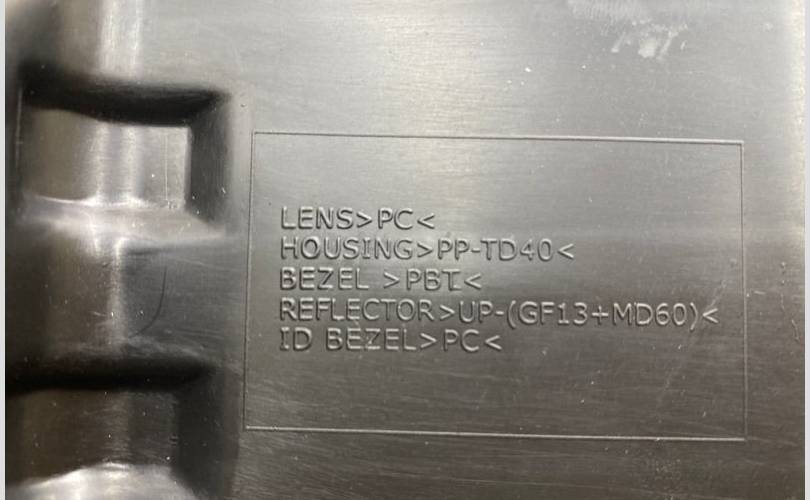 LENS>PC<
HOUSING>PP-TD40<
BEZEL >PBT<
REFLECTOR>UP-(GF13+MD60)<
ID BEZEL>PC<